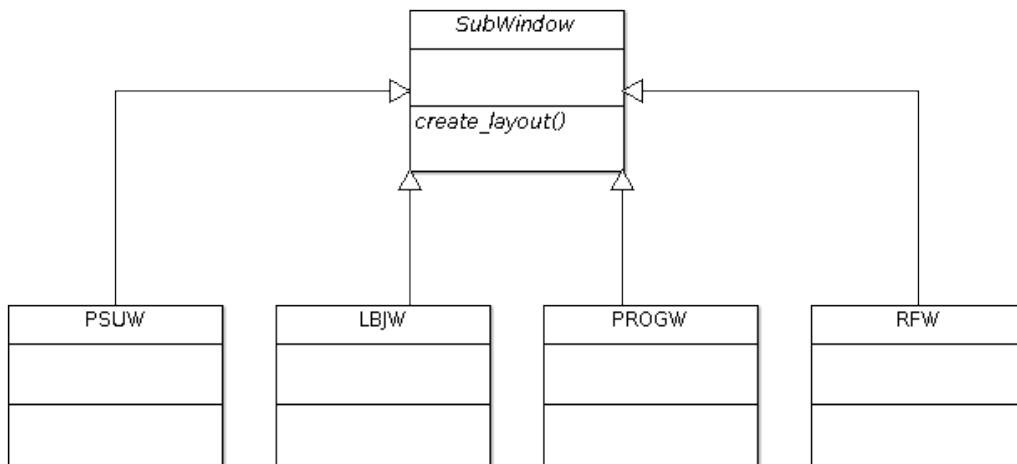 SubWindow
create_layout()
PSUW
LBJW
PROGW
RFW